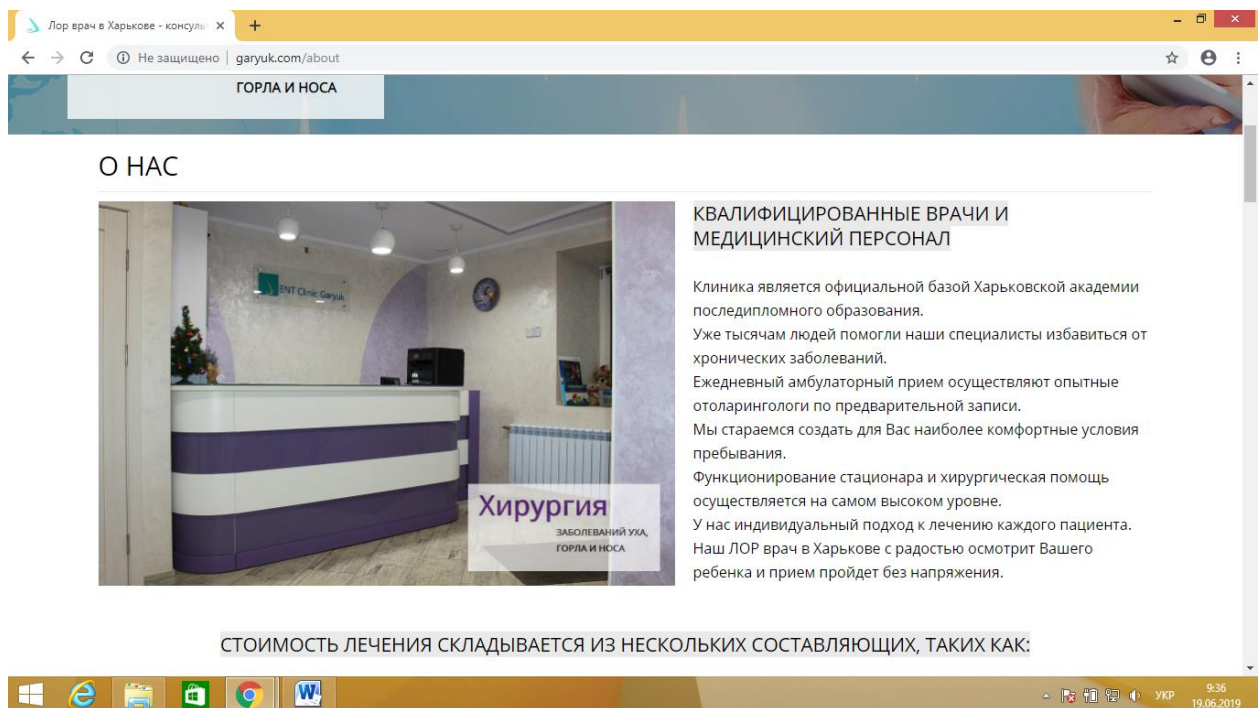 Лор врач в Харькове - консуль
Не защищено | garyuk.com/about
ГОРЛА И НОСА
О НАС
ENT Clinic Garyuk
Хирургия
ЗАБОЛЕВАНИЙ УХА,
ГОРЛА И НОСА
КВАЛИФИЦИРОВАННЫЕ ВРАЧИ И
МЕДИЦИНСКИЙ ПЕРСОНАЛ
Клиника является официальной базой Харьковской академии
последипломного образования.
Уже тысячам людей помогли наши специалисты избавиться от
хронических заболеваний.
Ежедневный амбулаторный прием осуществляют опытные
отоларингологи по предварительной записи.
Мы стараемся создать для Вас наиболее комфортные условия
пребывания.
Функционирование стационара и хирургическая помощь
осуществляется на самом высоком уровне.
У нас индивидуальный подход к лечению каждого пациента.
Наш ЛОР врач в Харькове с радостью осмотрит Вашего
ребенка и прием пройдет без напряжения.
СТОИМОСТЬ ЛЕЧЕНИЯ СКЛАДЫВАЕТСЯ ИЗ НЕСКОЛЬКИХ СОСТАВЛЯЮЩИХ, ТАКИХ КАК:
УКР
9:36
19.06.2019